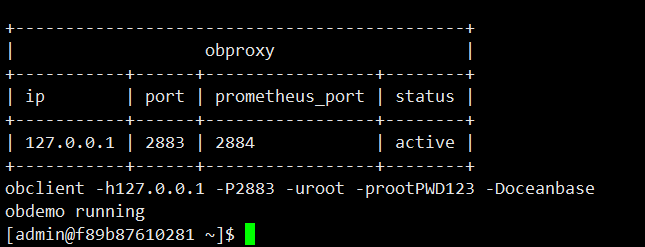 +---------------------------------------------+
|                   obproxy                   |
+-----------+------+-----------------+--------+
| ip        | port | prometheus_port | status |
+-----------+------+-----------------+--------+
| 127.0.0.1 | 2883 | 2884            | active |
+-----------+------+-----------------+--------+
obclient -h127.0.0.1 -P2883 -uroot -prootPWD123 -Doceanbase
obdemo running
[admin@f89b87610281 ~]$